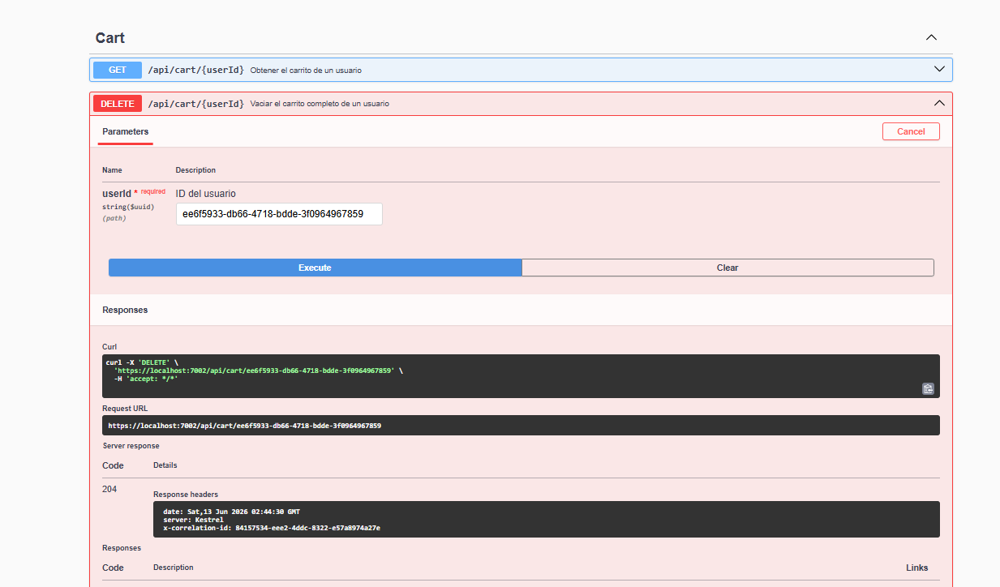 Cart
GET /api/cart/{userId} Obtener el carrito de un usuario
DELETE /api/cart/{userId} Vaciar el carrito completo de un usuario
Parameters Cancel
Name Description
userId * required ID del usuario
string($uuid)
(path)
ee6f5933-db66-4718-bdde-3f0964967859
Execute Clear
Responses
Curl
curl -X 'DELETE' \
'https://localhost:7002/api/cart/ee6f5933-db66-4718-bdde-3f0964967859' \
-H 'accept: */*'
Request URL
https://localhost:7002/api/cart/ee6f5933-db66-4718-bdde-3f0964967859
Server response
Code Details
204 Response headers
date: Sat,13 Jun 2026 02:44:30 GMT
server: Kestrel
x-correlation-id: 84157534-eee2-4ddc-8322-e57a8974a27e
Responses
Code Description Links